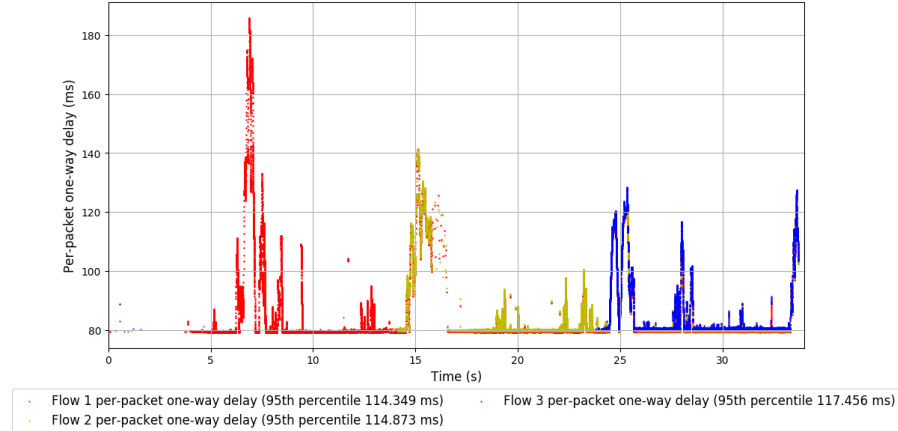 180
160
140
120
100
80
Per-packet one-way delay (ms)
0 5 10 15 20 25 30
Time (s)
Flow 1 per-packet one-way delay (95th percentile 114.349 ms) Flow 3 per-packet one-way delay (95th percentile 117.456 ms)
Flow 2 per-packet one-way delay (95th percentile 114.873 ms)